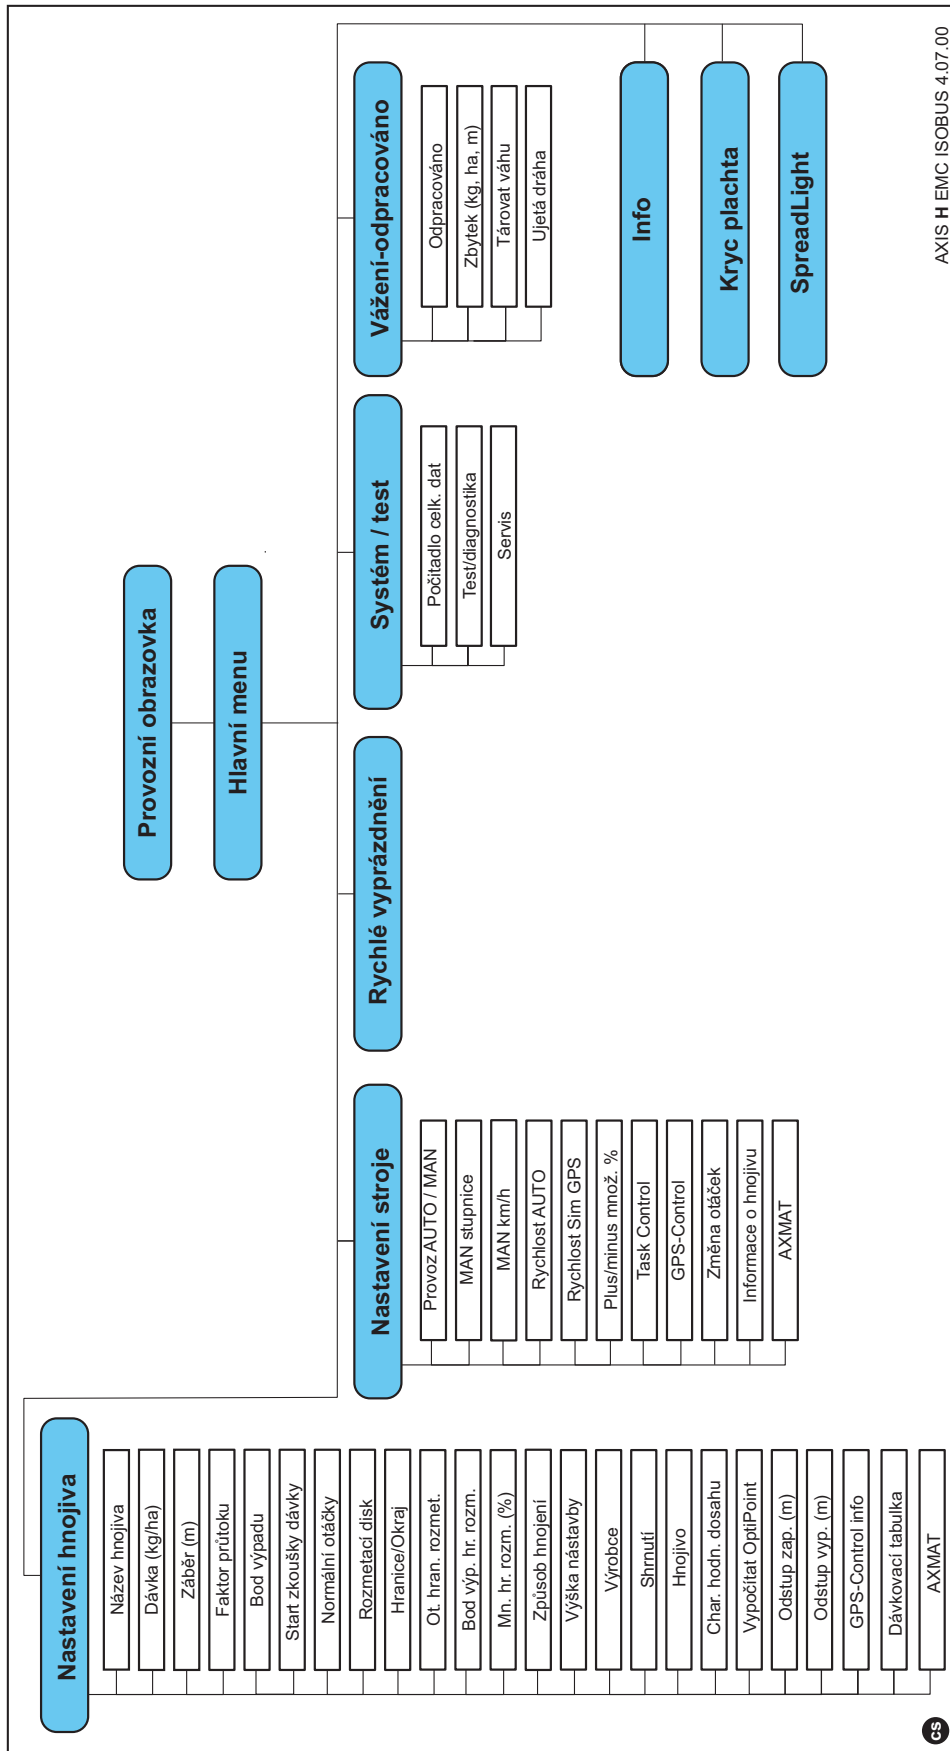 Provozní obrazovka
Hlavní menu
Nastavení hnojiva
Název hnojiva
Dávka (kg/ha)
Záběr (m)
Faktor průtoku
Bod výpadu
Start zkoušky dávky
Normální otáčky
Rozmetací disk
Hranice/Okraj
Ot. hran. rozmet.
Bod výp. hr. rozm.
Mn. hr. rozm. (%)
Způsob hnojení
Výška nástavby
Výrobce
Shrnutí
Hnojivo
Char. hodn. dosahu
Vypočítat OptiPoint
Odstup zap. (m)
Odstup vyp. (m)
GPS-Control info
Dávkovací tabulka
AXMAT
Nastavení stroje
Provoz AUTO / MAN
MAN stupnice
MAN km/h
Rychlost AUTO
Rychlost Sim GPS
Plus/minus množ. %
Task Control
GPS-Control
Změna otáček
Informace o hnojivu
AXMAT
Rychlé vyprázdnění
Systém / test
Počitadlo celk. dat
Test/diagnostika
Servis
Vážení-odpracováno
Odpracováno
Zbytek (kg, ha, m)
Tárovat váhu
Ujetá dráha
Info
Kryc plachta
SpreadLight
cs
AXIS H EMC ISOBUS 4.07.00